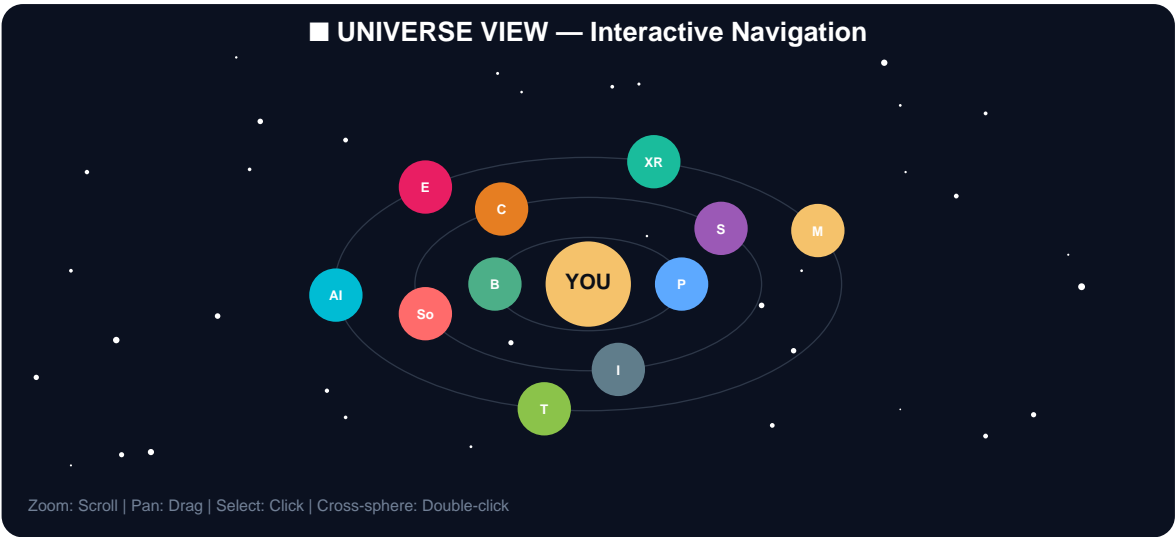 ■ UNIVERSE VIEW — Interactive Navigation
XR
E
C
S
M
YOU
B
P
AI
So
I
T
Zoom: Scroll | Pan: Drag | Select: Click | Cross-sphere: Double-click